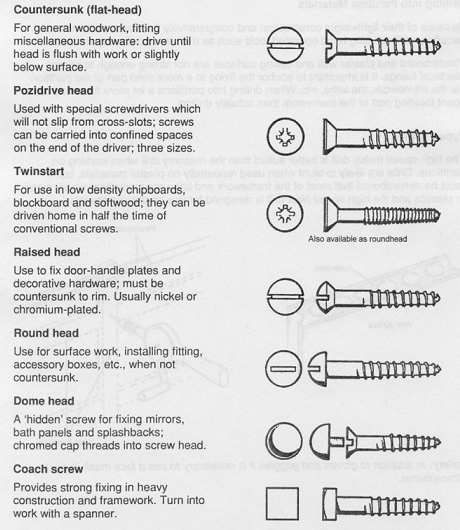 Countersunk (flat-head)
For general woodwork, fitting
miscellaneous hardware: drive until
head is flush with work or slightly
below surface .
Pozidrive head
Used with special screwdrivers which
will not slip from cross-slots; screws
can be carried into confined spaces
on the end of the driver; three sizes.
Twinstart
For use in low density chipboards,
blockboard and softwood; they can be
driven home in half the time of
conventional screws.
Also available as roundhead
Raised head
Use to fix door-handle plates and
decorative hardware; must be
countersunk to rim. Usually nickel or
chromium-plated.
Round head
Use for surface work, installing fitting,
accessory boxes, etc., when not
countersunk.
Dome head
A 'hidden' screw for fixing mirrors,
bath panels and splashbacks;
chromed cap threads into screw head.
Coach screw
Provides strong fixing in heavy
construction and framework. Turn into
work with a spanner.